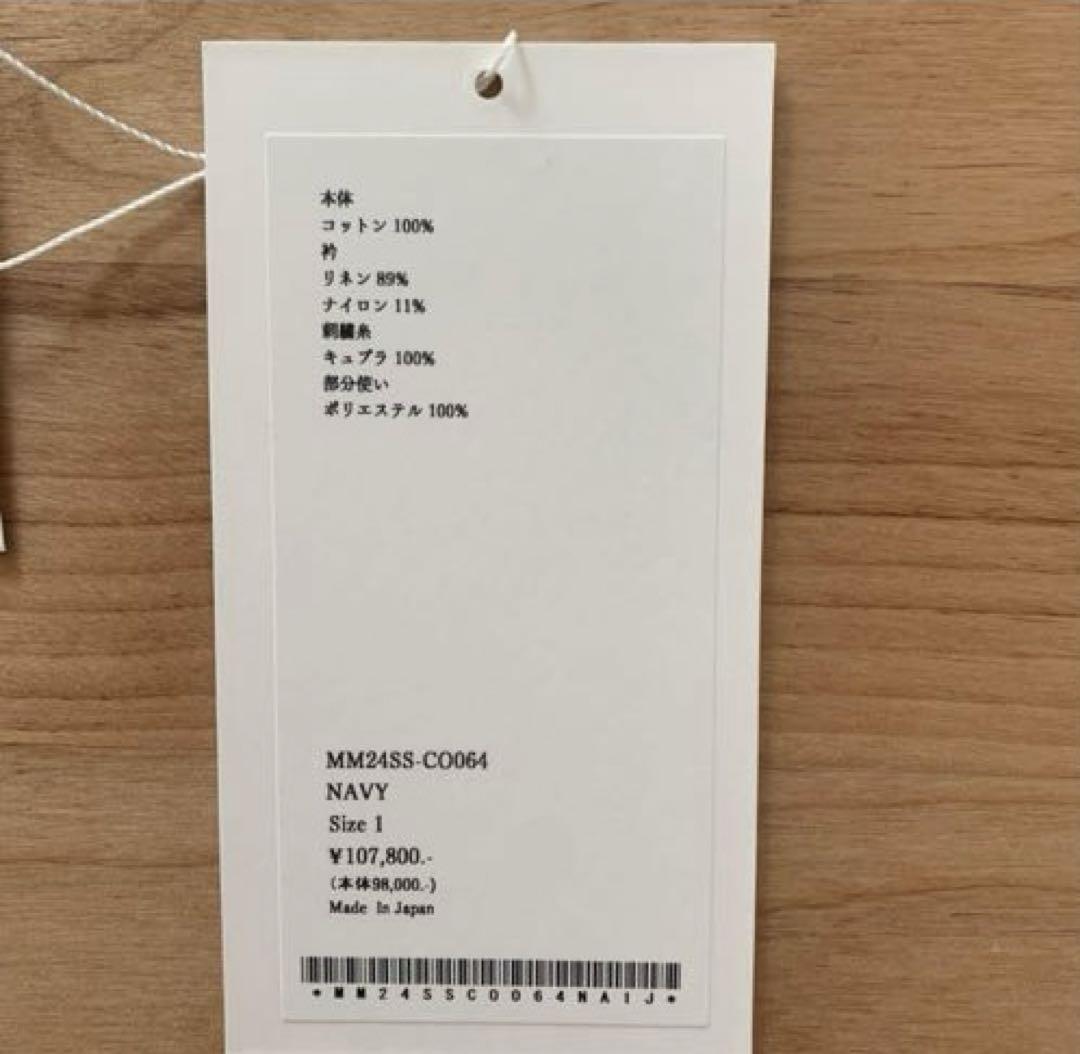 本体
コットン 100%
衿
リネン 89%
ナイロン 11%
刺繍糸
キュプラ 100%
部分使い
ポリエステル 100%
MM24SS-CO064
NAVY
Size 1
¥107,800.-
(本体98,000.-)
Made In Japan
*MM24SSCO064NAIJ*